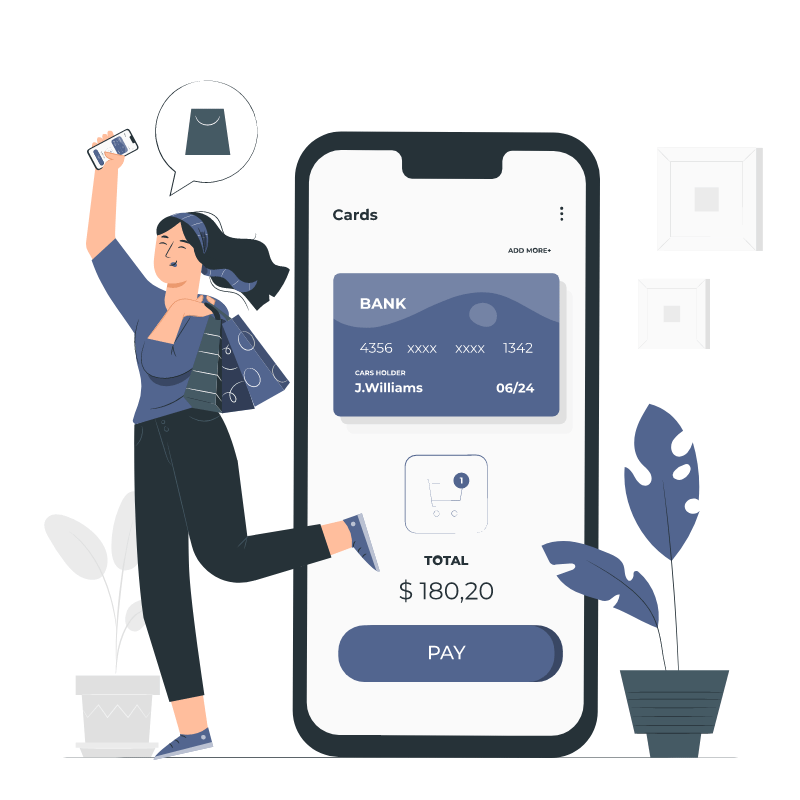 Cards
ADD MORE+
BANK
4356 xxxx xxxx 1342
CARS HOLDER
J.Williams 06/24
1
TOTAL
$ 180,20
PAY